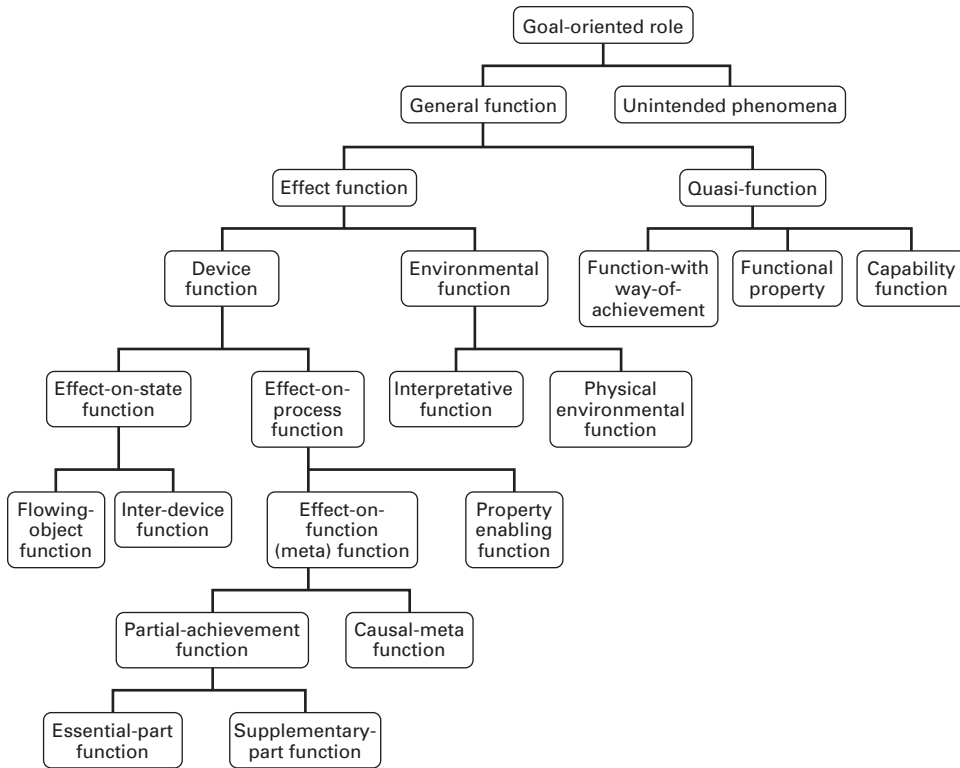 Goal-oriented role
General function
Unintended phenomena
Effect function
Quasi-function
Device
function
Environmental
function
Function-with
way-of-
achievement
Functional
property
Capability
function
Effect-on-state
function
Effect-on-
process
function
Interpretative
function
Physical
environmental
function
Flowing-
object
function
Inter-device
function
Effect-on-
function
(meta) function
Property
enabling
function
Partial-achievement
function
Causal-meta
function
Essential-part
function
Supplementary-
part function